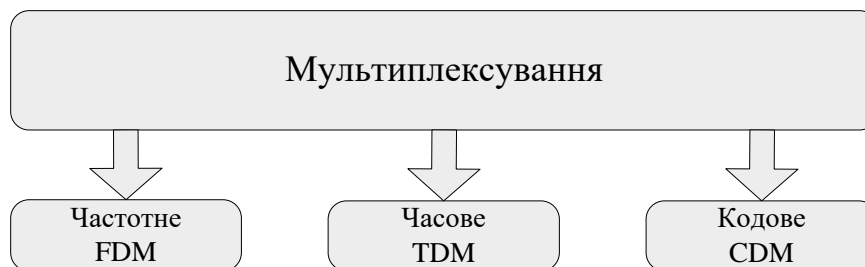 Мультиплексування
Частотне
FDM
Часове
TDM
Кодове
CDM